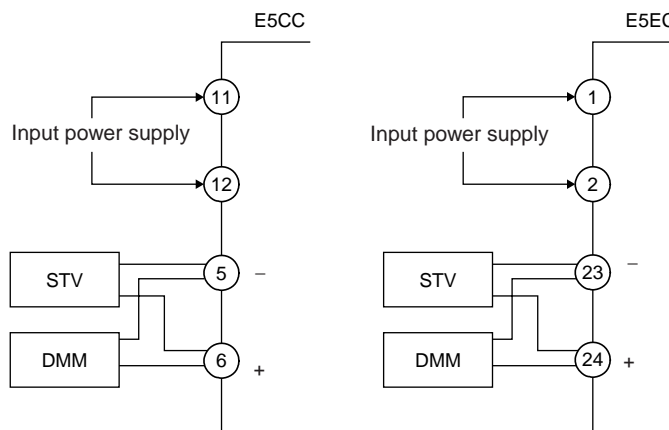 E5CC
11
Input power supply
12
STV
5
−
DMM
6
+
E5EC
1
Input power supply
2
STV
23
−
DMM
24
+